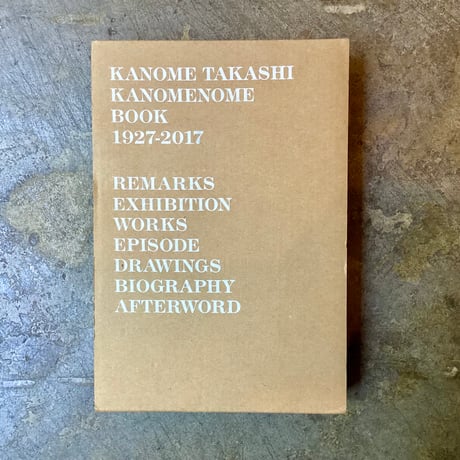 KANOME TAKASHI
KANOMENOME
BOOK
1927-2017
REMARKS
EXHIBITION
WORKS
EPISODE
DRAWINGS
BIOGRAPHY
AFTERWORD